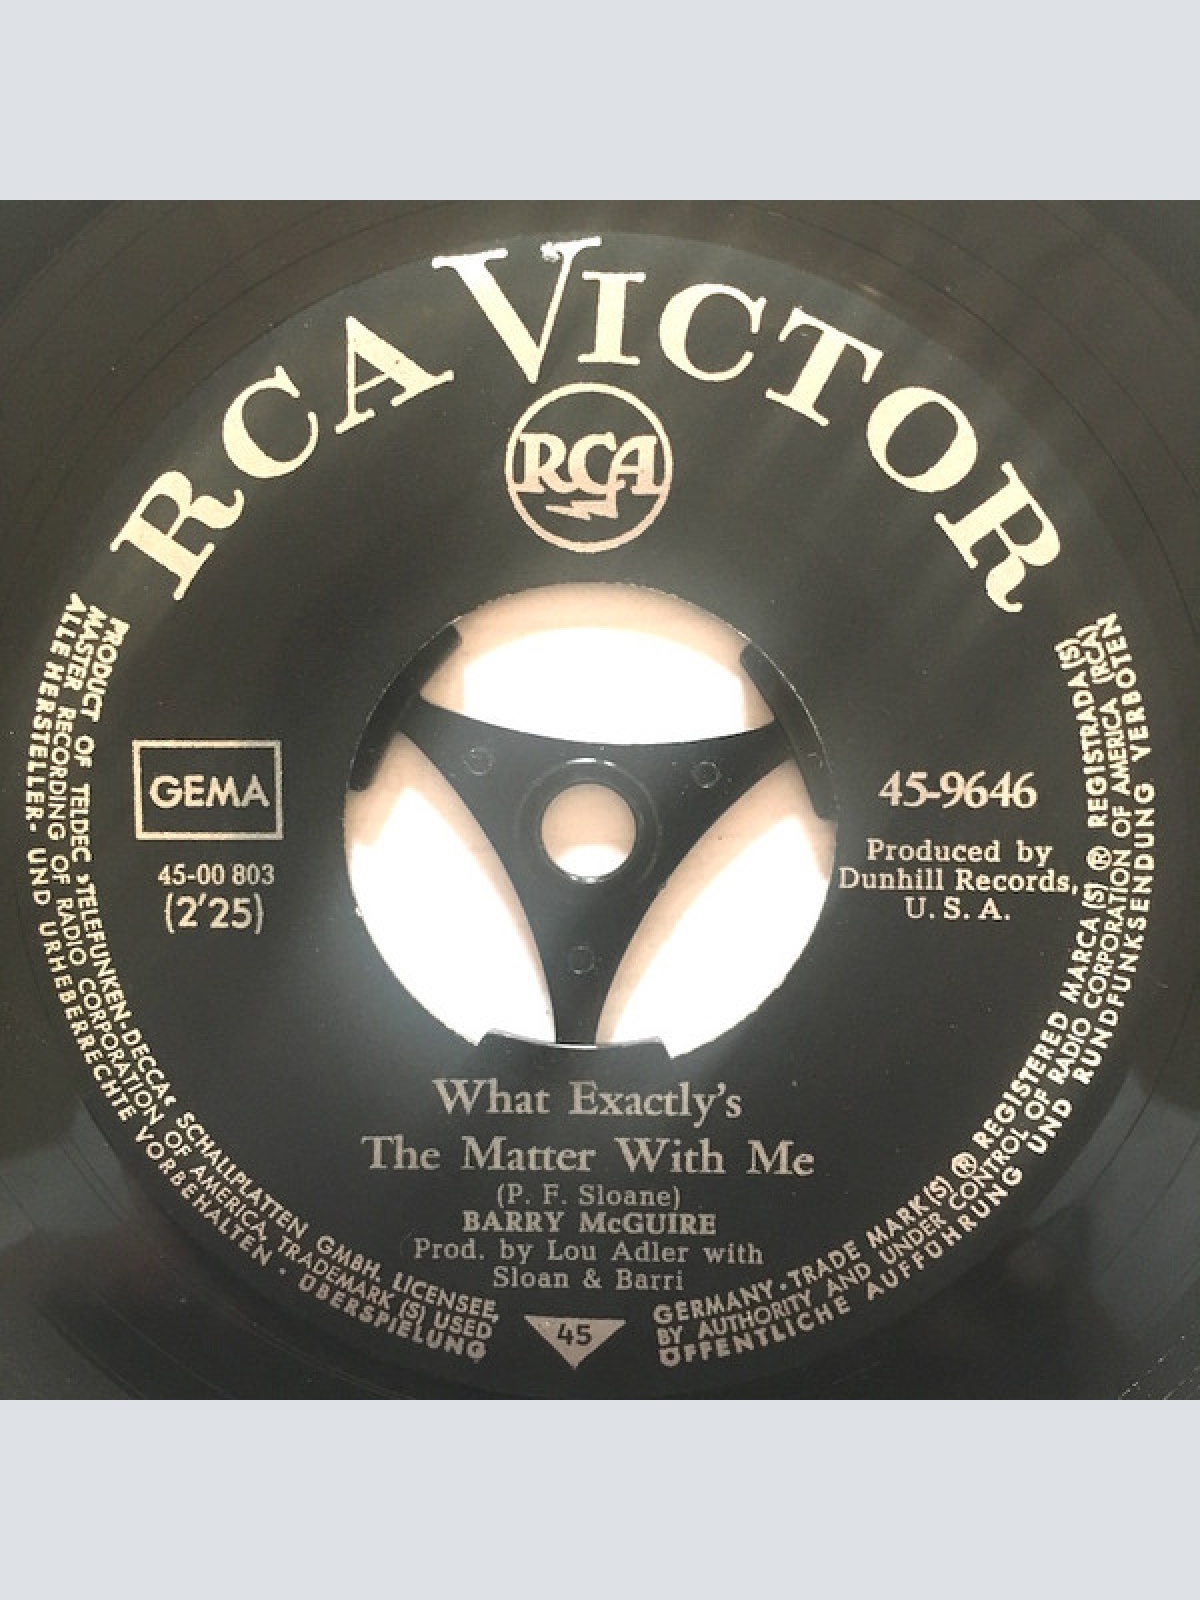 RCA VICTOR
RCA
GEMA
45-00 803
(2'25)
45-9646
Produced by
Dunhill Records,
U. S. A.
What Exactly's
The Matter With Me
(P. F. Sloane)
BARRY McGUIRE
Prod. by Lou Adler with
Sloan & Barri
45
PRODUCT OF TELDEC »TELEFUNKEN-DECCA« SCHALLPLATTEN GMBH. LICENSEE, GERMANY • TRADE MARK(S) ® REGISTERED MARCA(S) ® REGISTRADA(S)
MASTER RECORDING OF RADIO CORPORATION OF AMERICA, TRADEMARK (S) USED BY AUTHORITY AND UNDER CONTROL OF RADIO CORPORATION OF AMERICA (RCA)
ALLE HERSTELLER- UND URHEBERRECHTE VORBEHALTEN • ÜBERSPIELUNG ÖFFENTLICHE AUFFÜHRUNG UND RUNDFUNKSENDUNG VERBOTEN